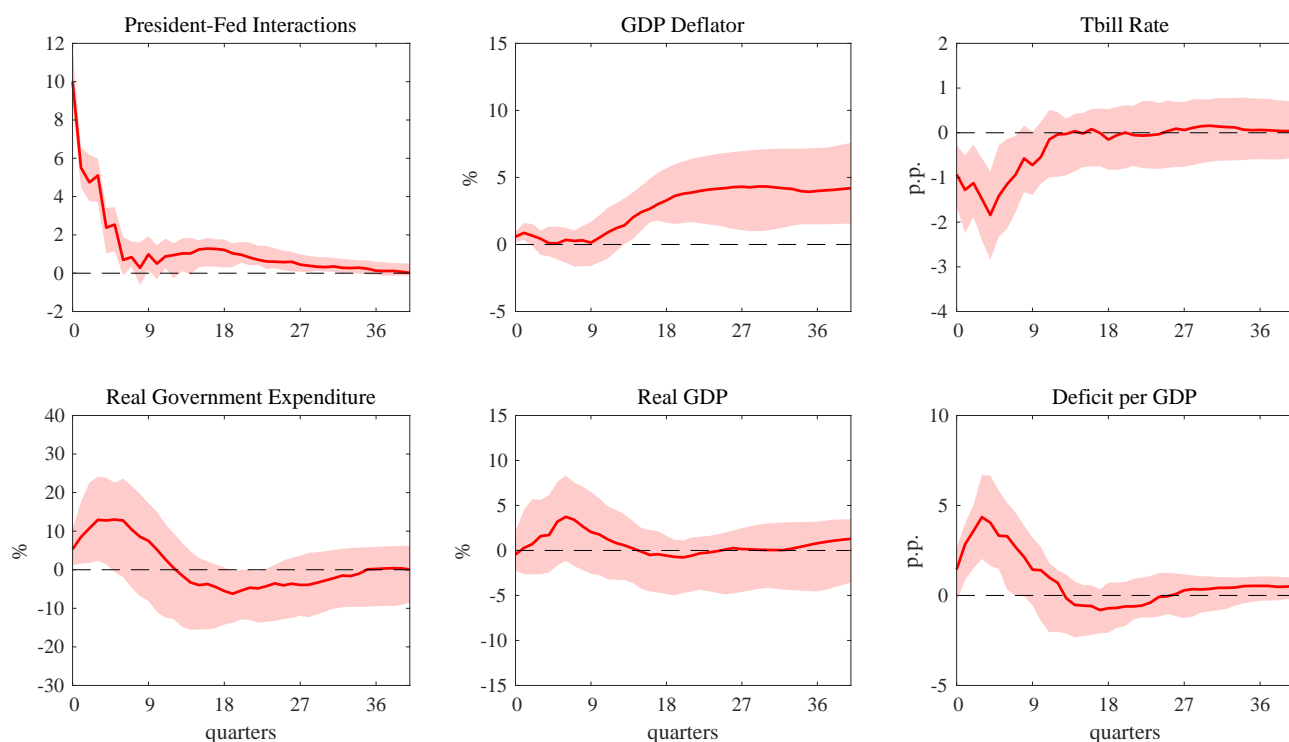 President-Fed Interactions
12
10
8
6
4
2
0
-2
0 9 18 27 36
GDP Deflator
%
15
10
5
0
-5
0 9 18 27 36
Tbill Rate
p.p.
2
1
0
-1
-2
-3
-4
0 9 18 27 36
Real Government Expenditure
%
40
30
20
10
0
-10
-20
-30
0 9 18 27 36
quarters
Real GDP
%
15
10
5
0
-5
-10
-15
0 9 18 27 36
quarters
Deficit per GDP
p.p.
10
5
0
-5
0 9 18 27 36
quarters